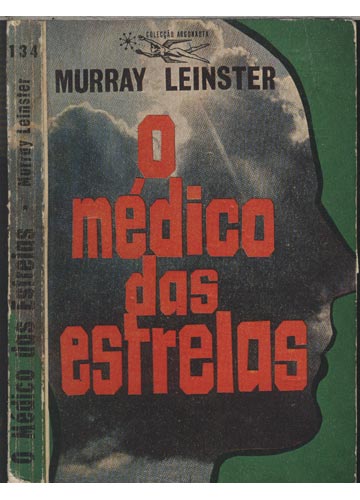 COLECÇÃO ARGONAUTA
MURRAY LEINSTER
O
médico
das
estrelas
134
O Médico das Estrelas - Murray Leinster